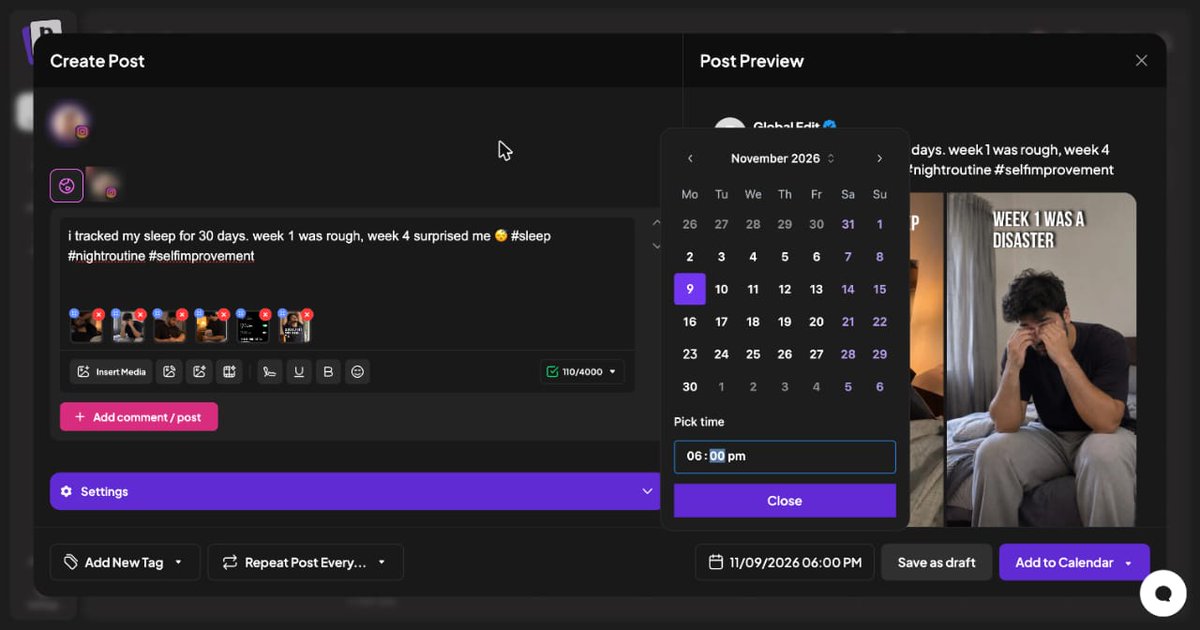 Create Post
Post Preview
Global Edit
i tracked my sleep for 30 days. week 1 was rough, week 4 surprised me 😴 #sleep
#nightroutine #selfimprovement
Insert Media
U
B
110/4000
+ Add comment / post
Settings
Add New Tag
Repeat Post Every...
November 2026
Mo Tu We Th Fr Sa Su
26 27 28 29 30 31 1
2 3 4 5 6 7 8
9 10 11 12 13 14 15
16 17 18 19 20 21 22
23 24 25 26 27 28 29
30 1 2 3 4 5 6
Pick time
06:00 pm
Close
days. week 1 was rough, week 4
#nightroutine #selfimprovement
WEEK 1 WAS A
DISASTER
11/09/2026 06:00 PM
Save as draft
Add to Calendar